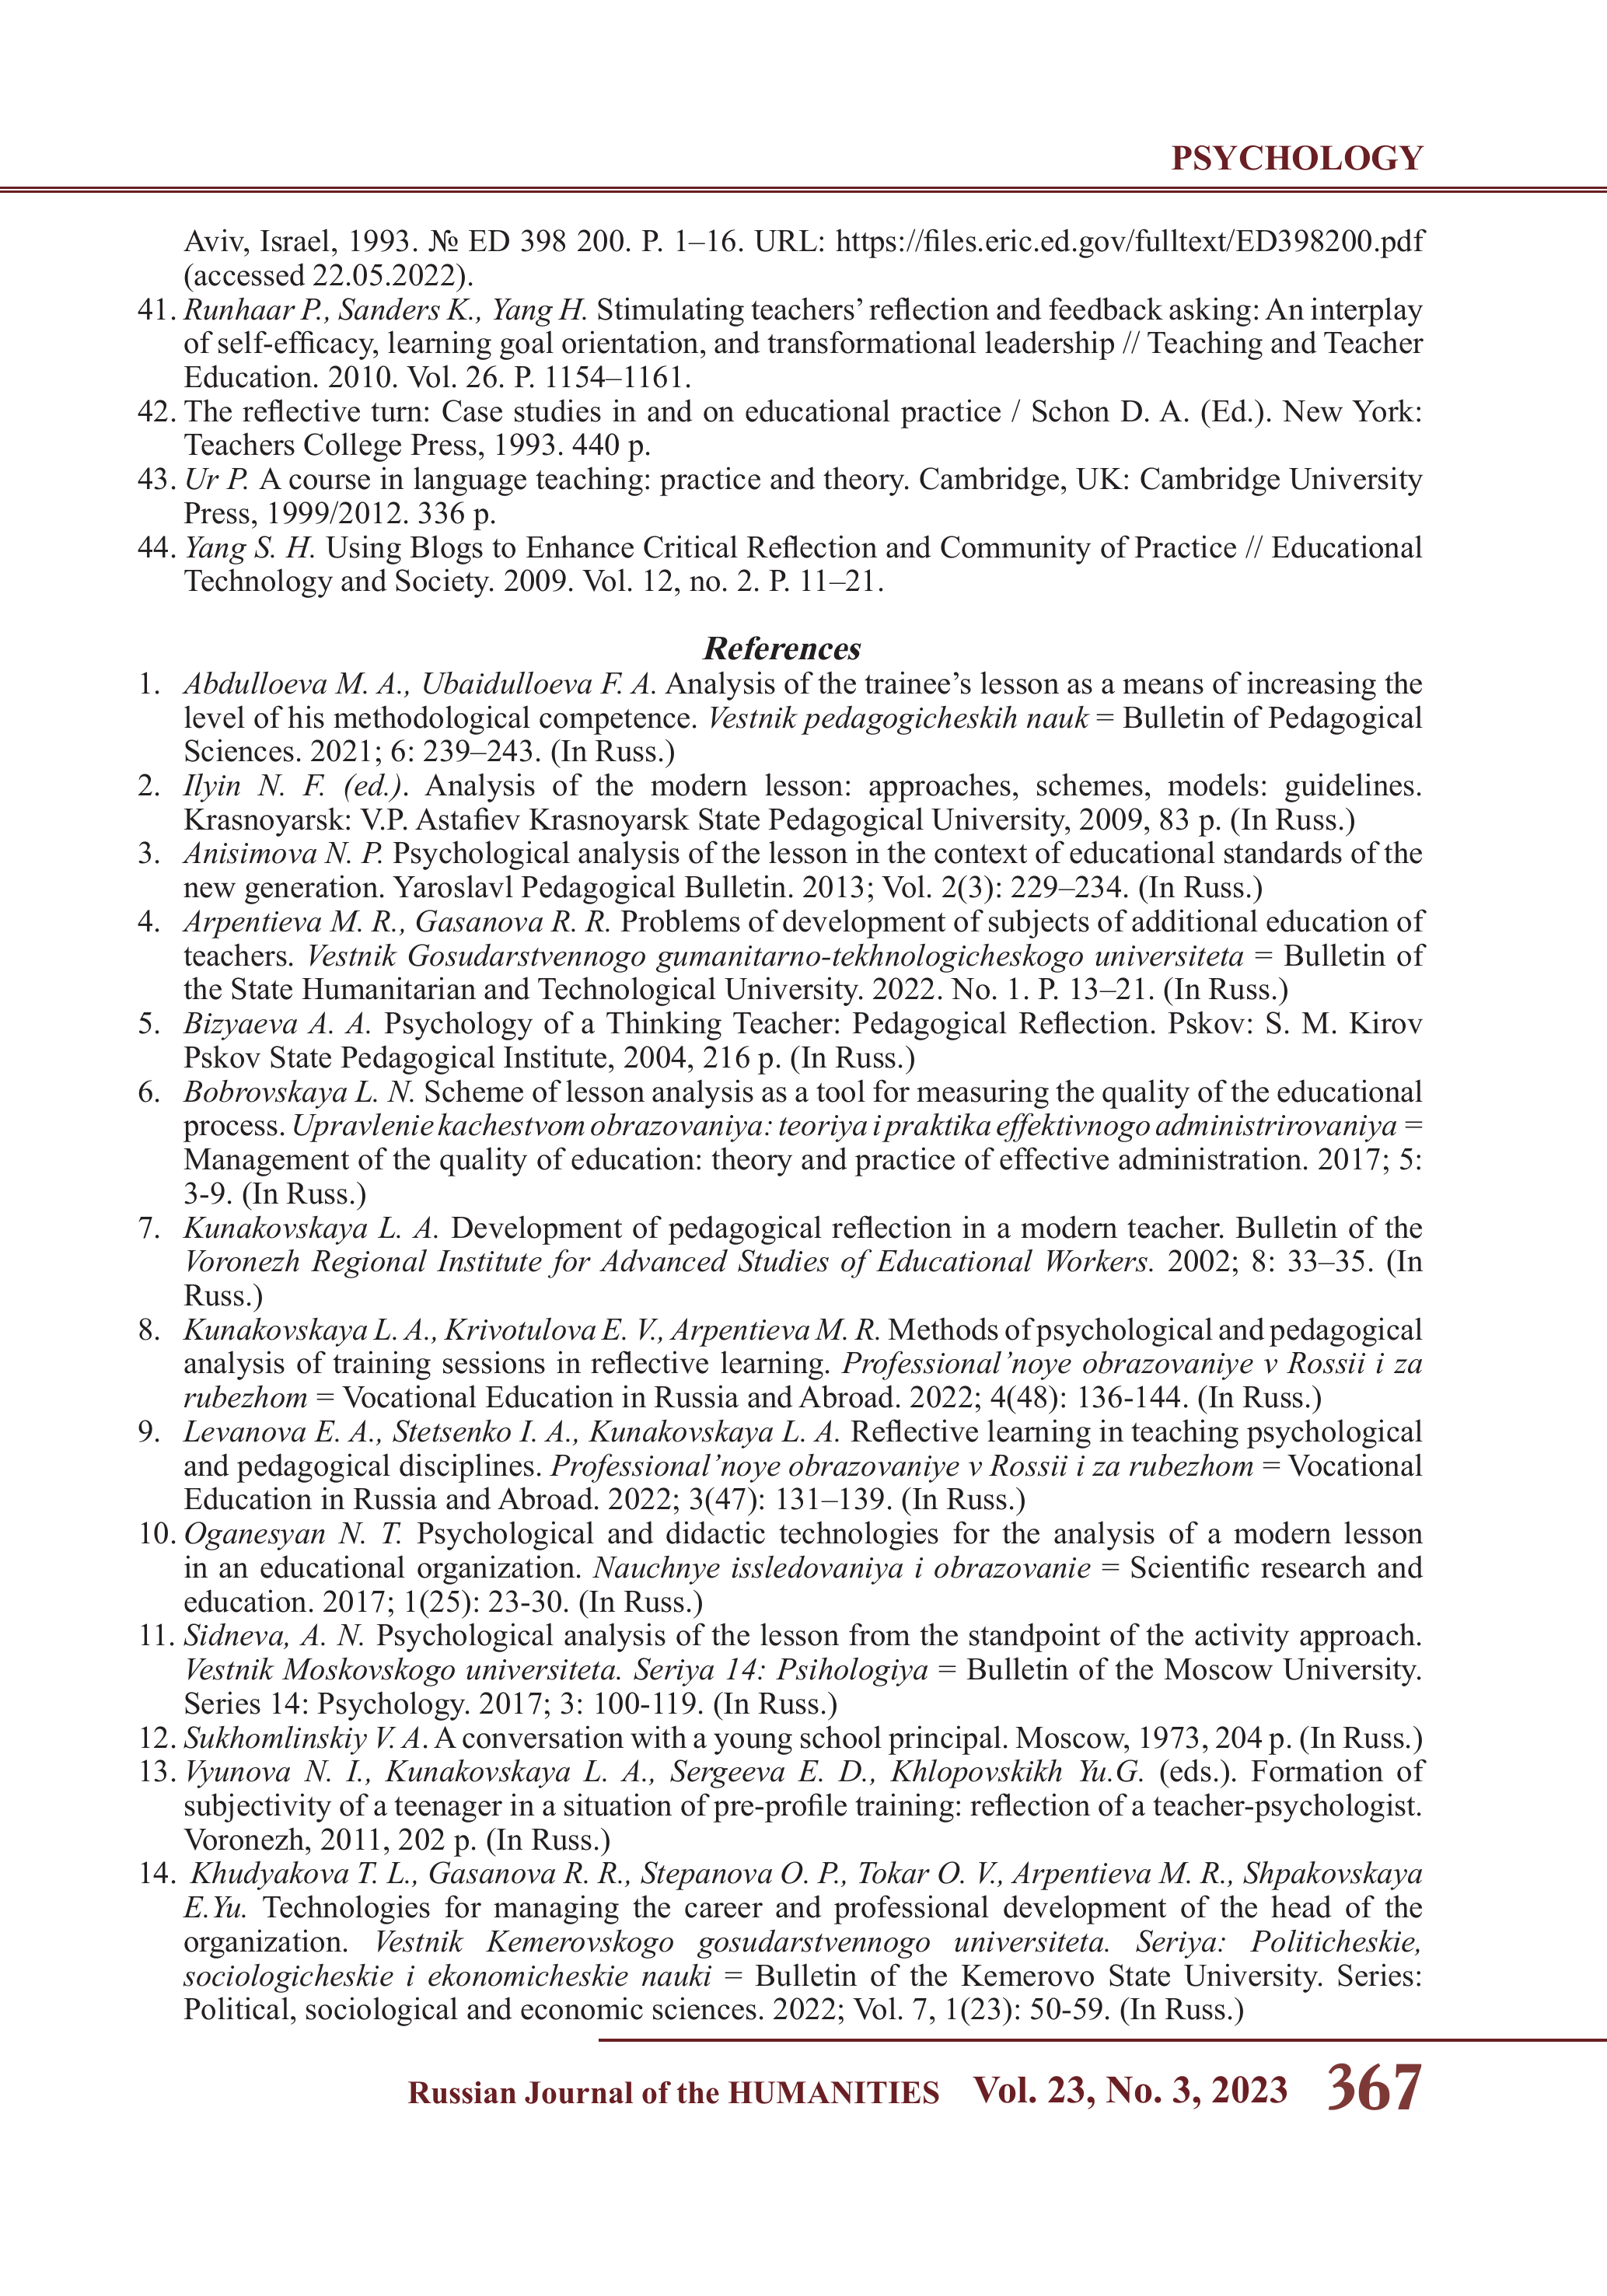 PSYCHOLOGY
Aviv, Israel, 1993. № ED 398 200. P. 1–16. URL: https://files.eric.ed.gov/fulltext/ED398200.pdf
(accessed 22.05.2022).
41. Runhaar P., Sanders K., Yang H. Stimulating teachers’ reflection and feedback asking: An interplay
of self-efficacy, learning goal orientation, and transformational leadership // Teaching and Teacher
Education. 2010. Vol. 26. P. 1154–1161.
42. The reflective turn: Case studies in and on educational practice / Schon D. A. (Ed.). New York:
Teachers College Press, 1993. 440 p.
43. Ur P. A course in language teaching: practice and theory. Cambridge, UK: Cambridge University
Press, 1999/2012. 336 p.
44. Yang S. H. Using Blogs to Enhance Critical Reflection and Community of Practice // Educational
Technology and Society. 2009. Vol. 12, no. 2. P. 11–21.
References
1. Abdulloeva M. A., Ubaidulloeva F. A. Analysis of the trainee’s lesson as a means of increasing the
level of his methodological competence. Vestnik pedagogicheskih nauk = Bulletin of Pedagogical
Sciences. 2021; 6: 239–243. (In Russ.)
2. Ilyin N. F. (ed.). Analysis of the modern lesson: approaches, schemes, models: guidelines.
Krasnoyarsk: V.P. Astafiev Krasnoyarsk State Pedagogical University, 2009, 83 p. (In Russ.)
3. Anisimova N. P. Psychological analysis of the lesson in the context of educational standards of the
new generation. Yaroslavl Pedagogical Bulletin. 2013; Vol. 2(3): 229–234. (In Russ.)
4. Arpentieva M. R., Gasanova R. R. Problems of development of subjects of additional education of
teachers. Vestnik Gosudarstvennogo gumanitarno-tekhnologicheskogo universiteta = Bulletin of
the State Humanitarian and Technological University. 2022. No. 1. P. 13–21. (In Russ.)
5. Bizyaeva A. A. Psychology of a Thinking Teacher: Pedagogical Reflection. Pskov: S. M. Kirov
Pskov State Pedagogical Institute, 2004, 216 p. (In Russ.)
6. Bobrovskaya L. N. Scheme of lesson analysis as a tool for measuring the quality of the educational
process. Upravlenie kachestvom obrazovaniya: teoriya i praktika effektivnogo administrirovaniya =
Management of the quality of education: theory and practice of effective administration. 2017; 5:
3-9. (In Russ.)
7. Kunakovskaya L. A. Development of pedagogical reflection in a modern teacher. Bulletin of the
Voronezh Regional Institute for Advanced Studies of Educational Workers. 2002; 8: 33–35. (In
Russ.)
8. Kunakovskaya L. A., Krivotulova E. V., Arpentieva M. R. Methods of psychological and pedagogical
analysis of training sessions in reflective learning. Professional’noye obrazovaniye v Rossii i za
rubezhom = Vocational Education in Russia and Abroad. 2022; 4(48): 136-144. (In Russ.)
9. Levanova E. A., Stetsenko I. A., Kunakovskaya L. A. Reflective learning in teaching psychological
and pedagogical disciplines. Professional’noye obrazovaniye v Rossii i za rubezhom = Vocational
Education in Russia and Abroad. 2022; 3(47): 131–139. (In Russ.)
10. Oganesyan N. T. Psychological and didactic technologies for the analysis of a modern lesson
in an educational organization. Nauchnye issledovaniya i obrazovanie = Scientific research and
education. 2017; 1(25): 23-30. (In Russ.)
11. Sidneva, A. N. Psychological analysis of the lesson from the standpoint of the activity approach.
Vestnik Moskovskogo universiteta. Seriya 14: Psihologiya = Bulletin of the Moscow University.
Series 14: Psychology. 2017; 3: 100-119. (In Russ.)
12. Sukhomlinskiy V. A. A conversation with a young school principal. Moscow, 1973, 204 p. (In Russ.)
13. Vyunova N. I., Kunakovskaya L. A., Sergeeva E. D., Khlopovskikh Yu.G. (eds.). Formation of
subjectivity of a teenager in a situation of pre-profile training: reflection of a teacher-psychologist.
Voronezh, 2011, 202 p. (In Russ.)
14. Khudyakova T. L., Gasanova R. R., Stepanova O. P., Tokar O. V., Arpentieva M. R., Shpakovskaya
E.Yu. Technologies for managing the career and professional development of the head of the
organization. Vestnik Kemerovskogo gosudarstvennogo universiteta. Seriya: Politicheskie,
sociologicheskie i ekonomicheskie nauki = Bulletin of the Kemerovo State University. Series:
Political, sociological and economic sciences. 2022; Vol. 7, 1(23): 50-59. (In Russ.)
Russian Journal of the HUMANITIES Vol. 23, No. 3, 2023 367